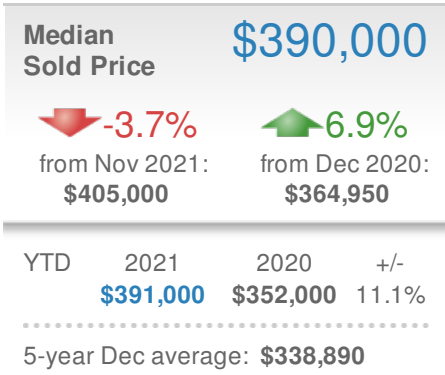 Median $390,000
Sold Price
-3.7% 6.9%
from Nov 2021: from Dec 2020:
$405,000 $364,950
YTD 2021 2020 +/-
$391,000 $352,000 11.1%
5-year Dec average: $338,890